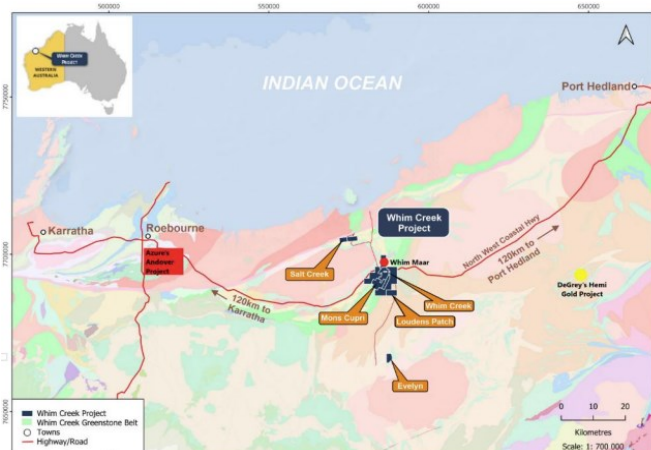 500000
550000
600000
650000
7750000
WHIM CREEK
PROJECT
WESTERN
AUSTRALIA
INDIAN OCEAN
Port Hedland
Karratha
Roebourne
Azure's
Andover
Project
Whim Creek
Project
Whim Maar
Salt Creek
North West Coastal Hwy
120km to
Port Hedland
120km to
Karratha
DeGrey's Hemi
Gold Project
Mons Cupri
Whim Creek
Loudens Patch
Evelyn
7700000
7650000
Whim Creek Project
Whim Creek Greenstone Belt
Towns
Highway/Road
0 10 20
Kilometres
Scale: 1: 700 000